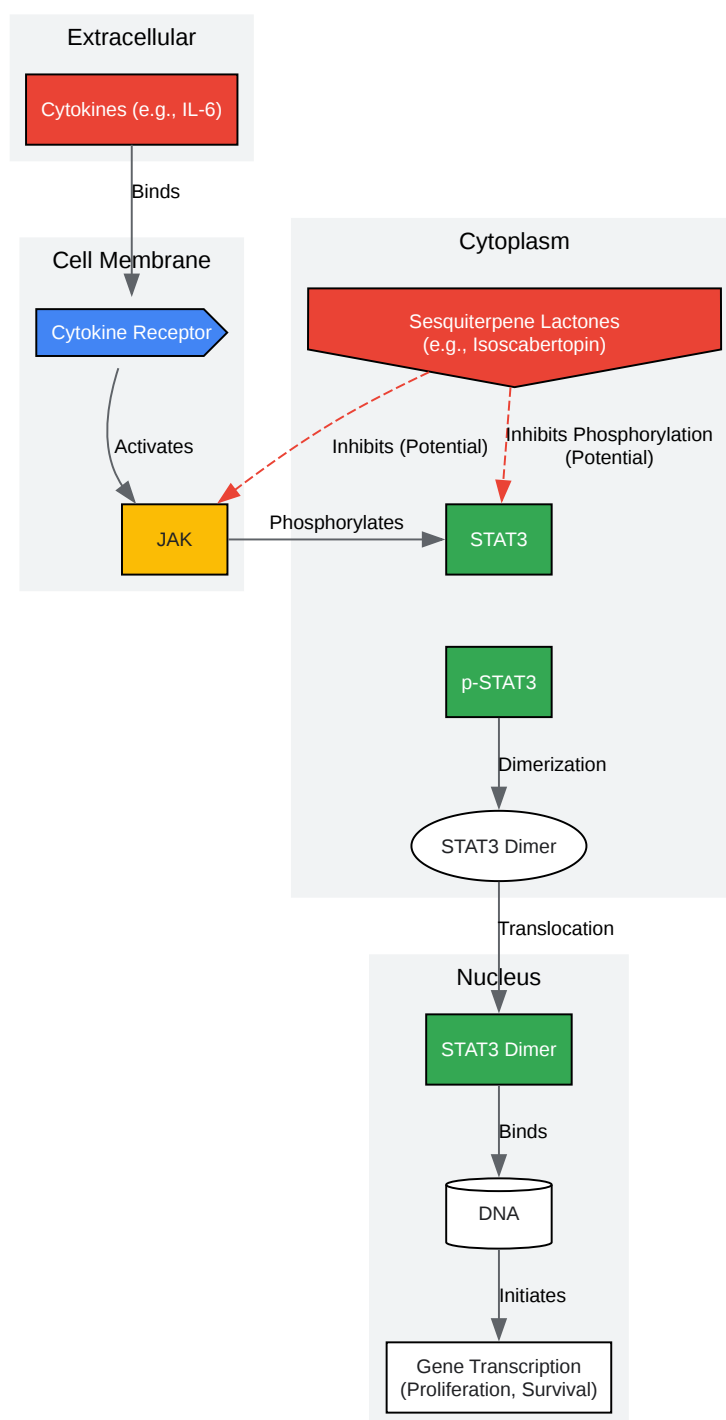 Extracellular
Cytokines (e.g., IL-6)
Binds
Cell Membrane
Cytokine Receptor
Activates
JAK
Cytoplasm
Sesquiterpene Lactones
(e.g., Isoscabertopin)
Inhibits (Potential)
Inhibits Phosphorylation
(Potential)
Phosphorylates
STAT3
p-STAT3
Dimerization
STAT3 Dimer
Translocation
Nucleus
STAT3 Dimer
Binds
DNA
Initiates
Gene Transcription
(Proliferation, Survival)